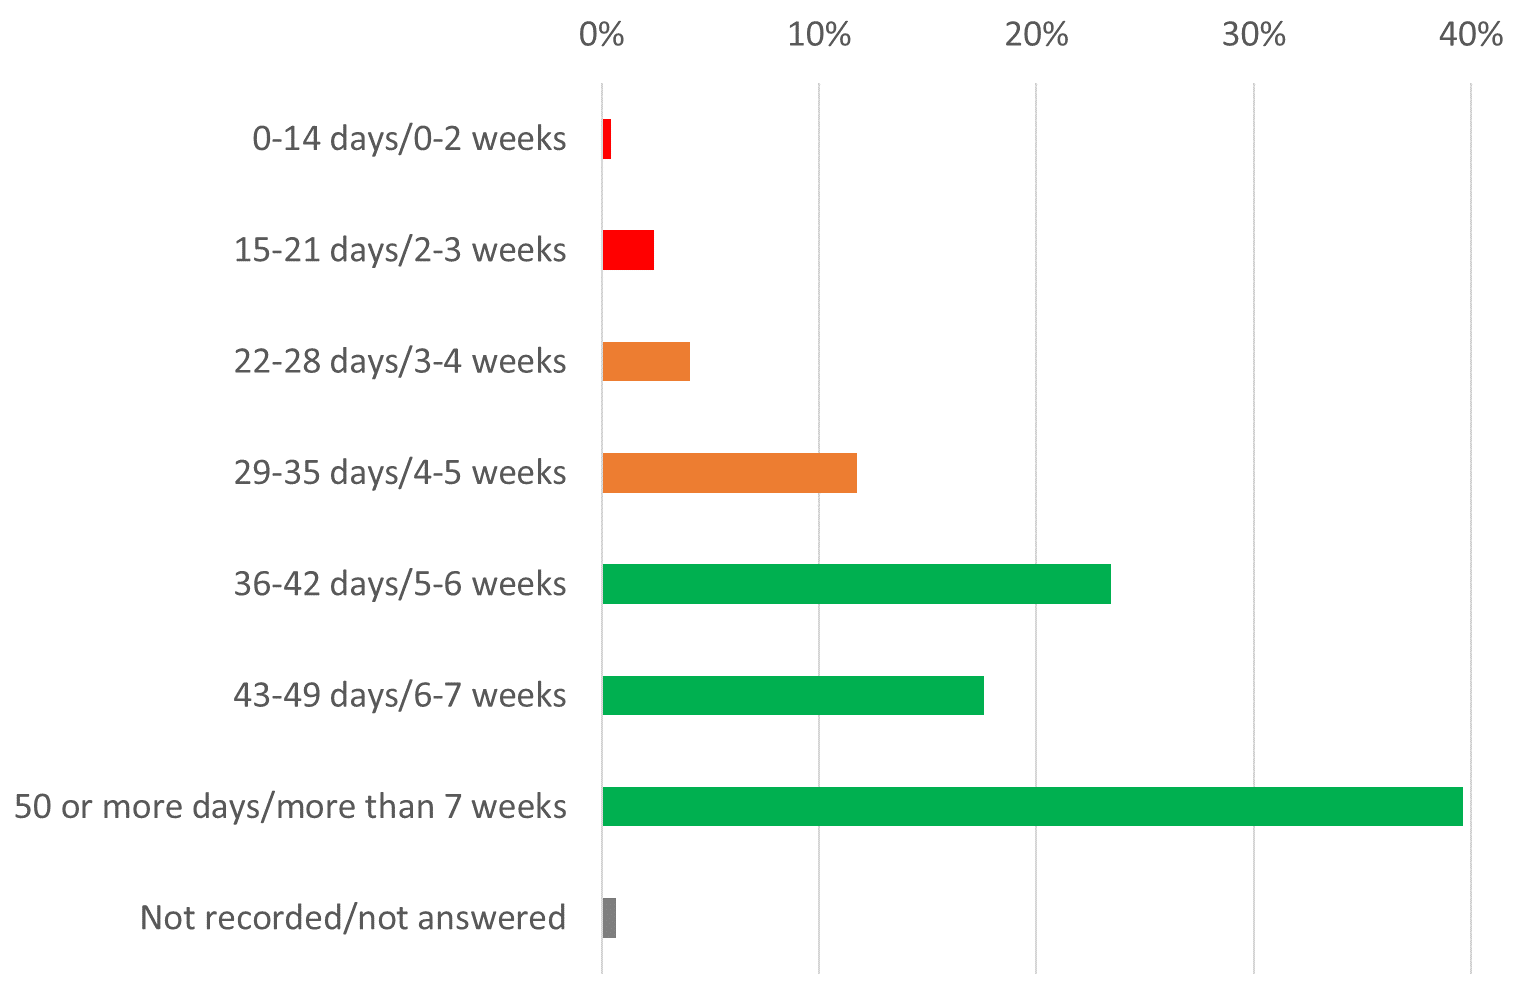 0% 10% 20% 30% 40%
0-14 days/0-2 weeks
15-21 days/2-3 weeks
22-28 days/3-4 weeks
29-35 days/4-5 weeks
36-42 days/5-6 weeks
43-49 days/6-7 weeks
50 or more days/more than 7 weeks
Not recorded/not answered